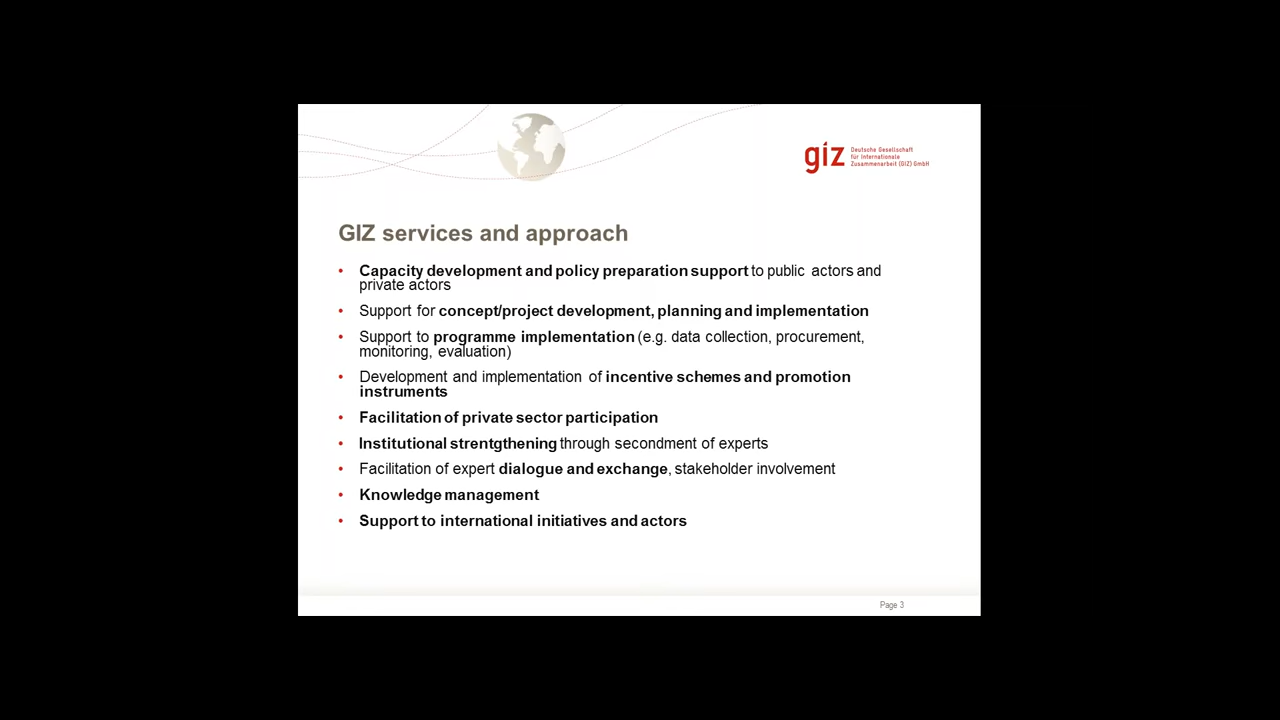 giz
Deutsche Gesellschaft
für Internationale
Zusammenarbeit (GIZ) GmbH
GIZ services and approach
• Capacity development and policy preparation support to public actors and
private actors
• Support for concept/project development, planning and implementation
• Support to programme implementation (e.g. data collection, procurement,
monitoring, evaluation)
• Development and implementation of incentive schemes and promotion
instruments
• Facilitation of private sector participation
• Institutional strentgthening through secondment of experts
• Facilitation of expert dialogue and exchange, stakeholder involvement
• Knowledge management
• Support to international initiatives and actors
Page 3